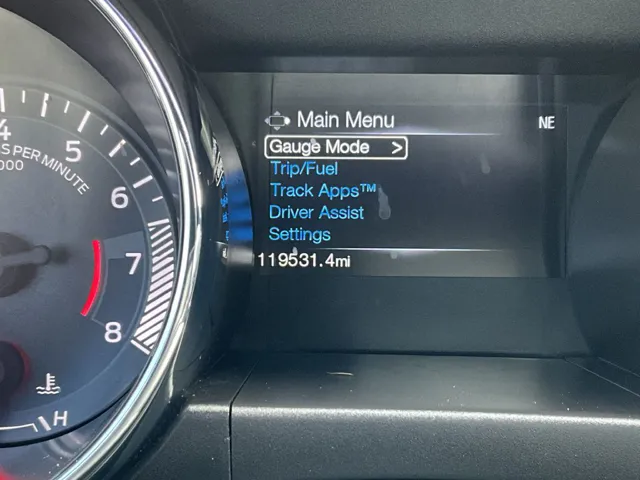 4
5
6
7
8
S PER MINUTE
000
H
Main Menu
NE
Gauge Mode >
Trip/Fuel
Track Apps™
Driver Assist
Settings
119531.4mi